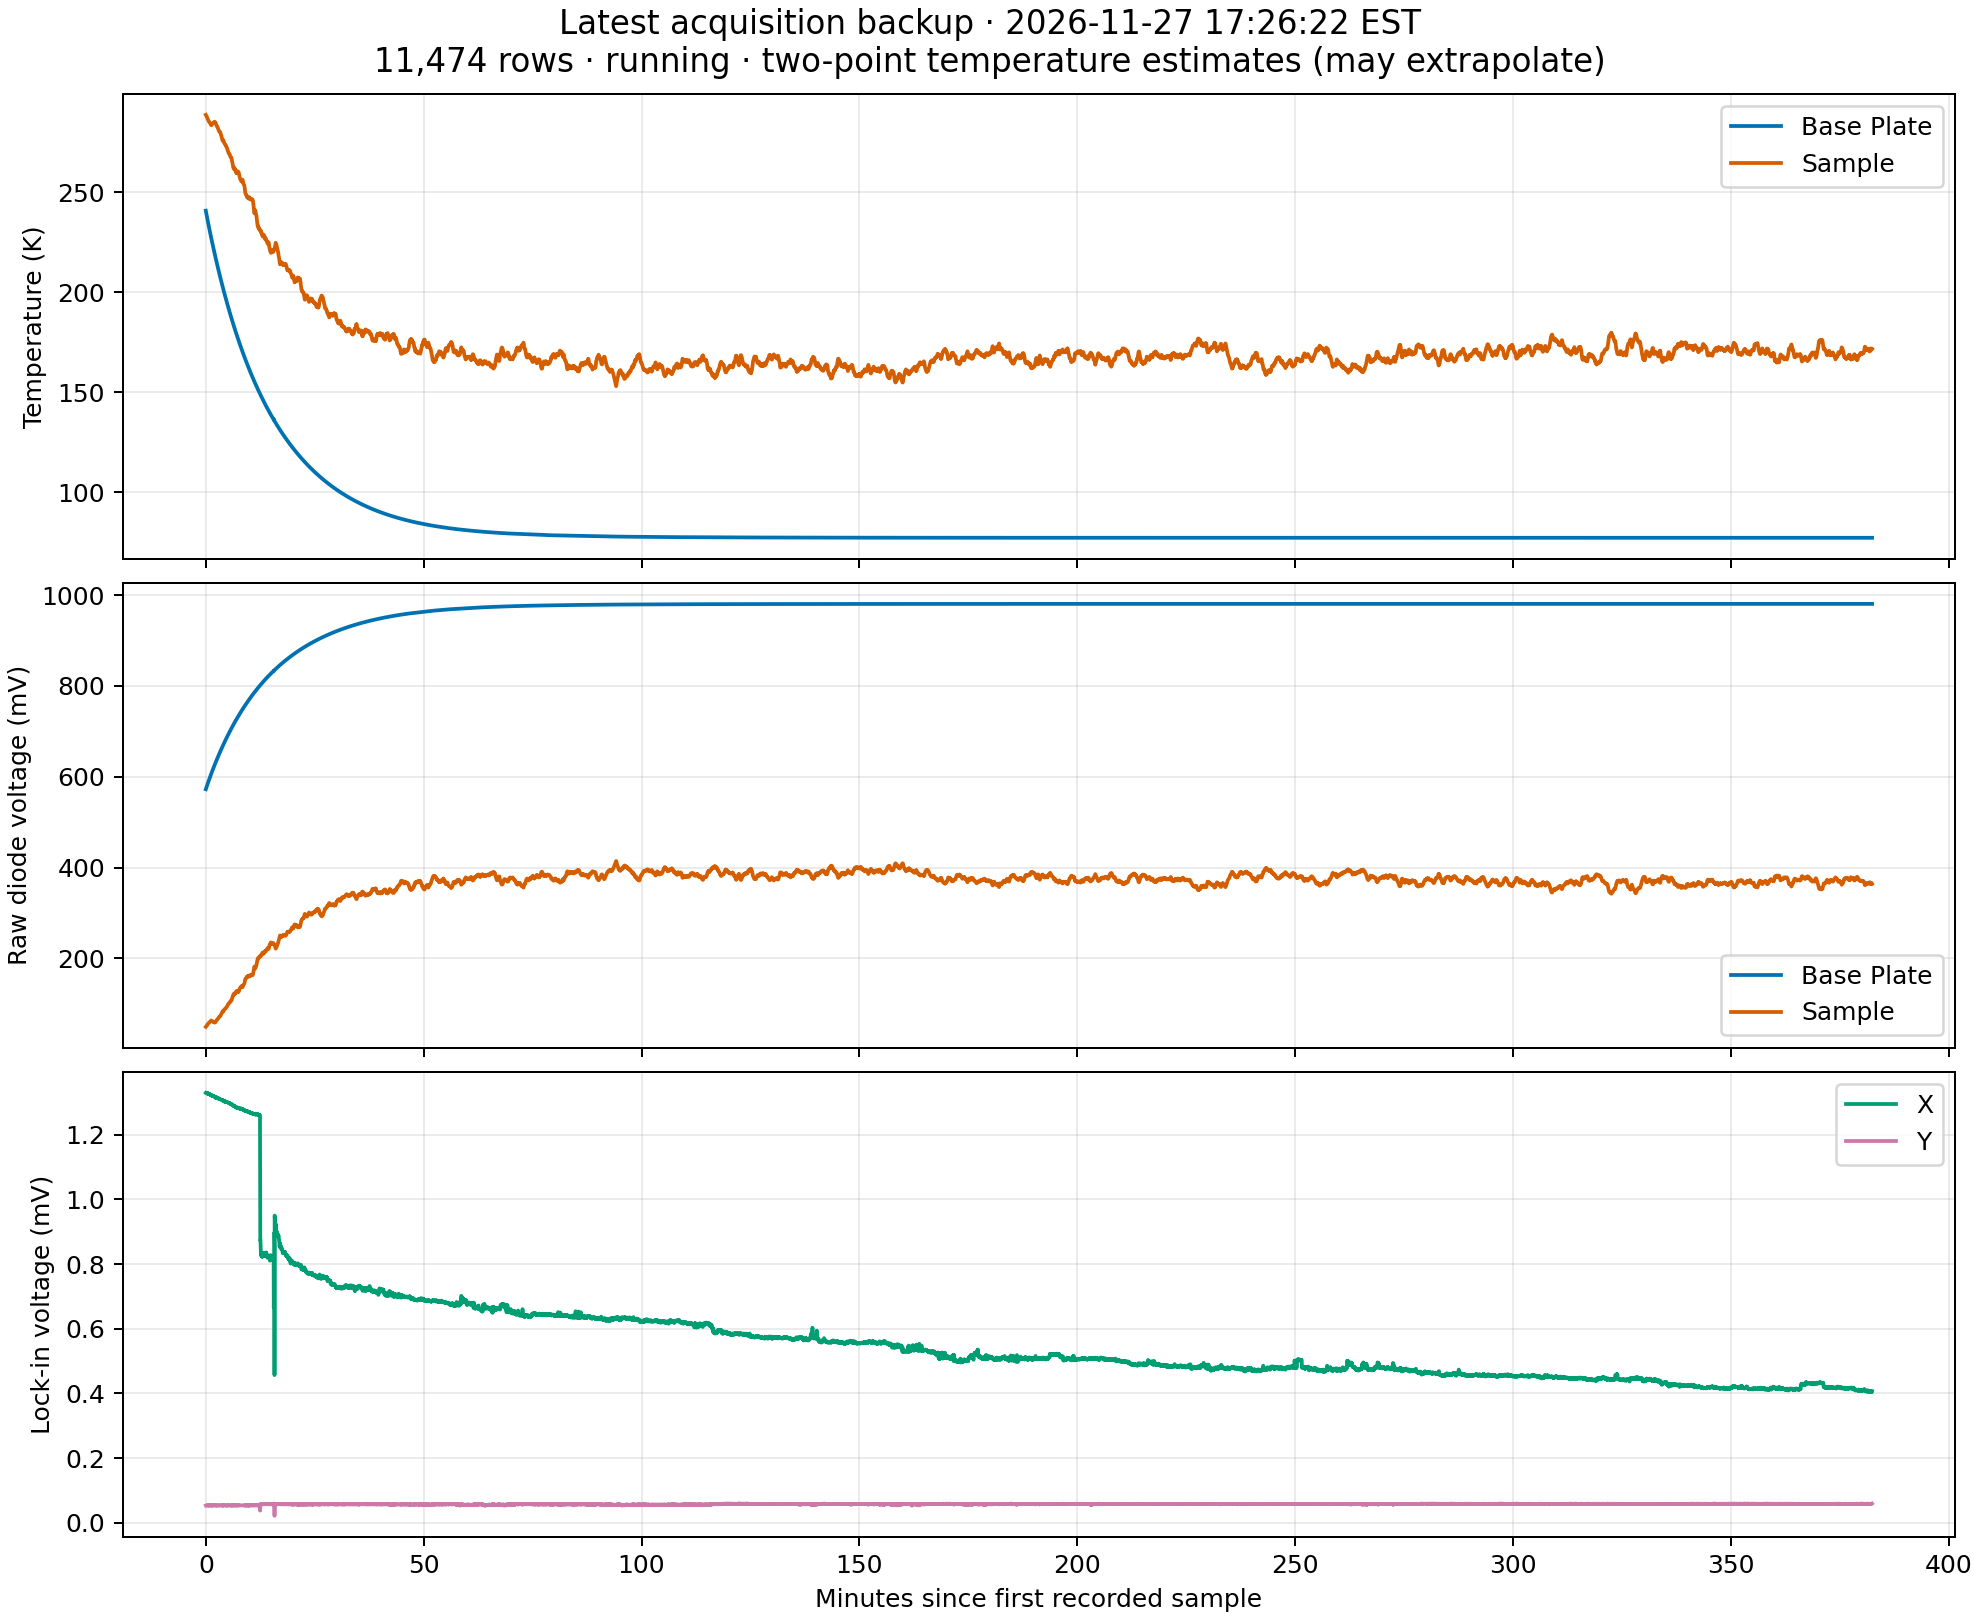 Latest acquisition backup · 2026-11-27 17:26:22 EST
11,474 rows · running · two-point temperature estimates (may extrapolate)
Temperature (K)
250
200
150
100
Base Plate
Sample
Raw diode voltage (mV)
1000
800
600
400
200
Base Plate
Sample
Lock-in voltage (mV)
1.2
1.0
0.8
0.6
0.4
0.2
0.0
X
Y
0 50 100 150 200 250 300 350 400
Minutes since first recorded sample